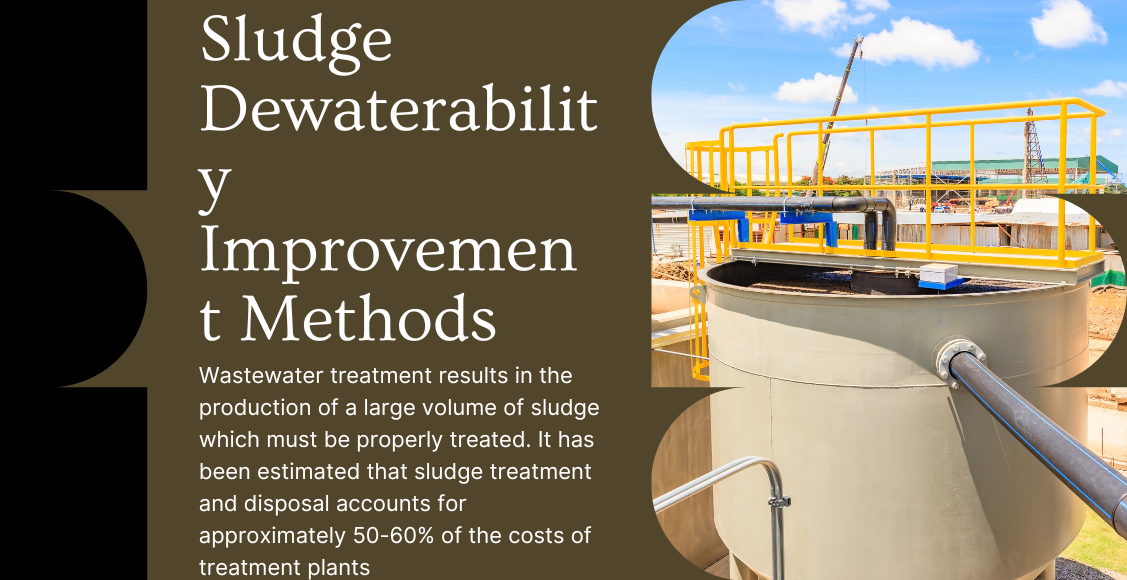 Sludge
Dewaterabilit
y
Improvemen
t Methods
Wastewater treatment results in the
production of a large volume of sludge
which must be properly treated. It has
been estimated that sludge treatment
and disposal accounts for
approximately 50-60% of the costs of
treatment plants